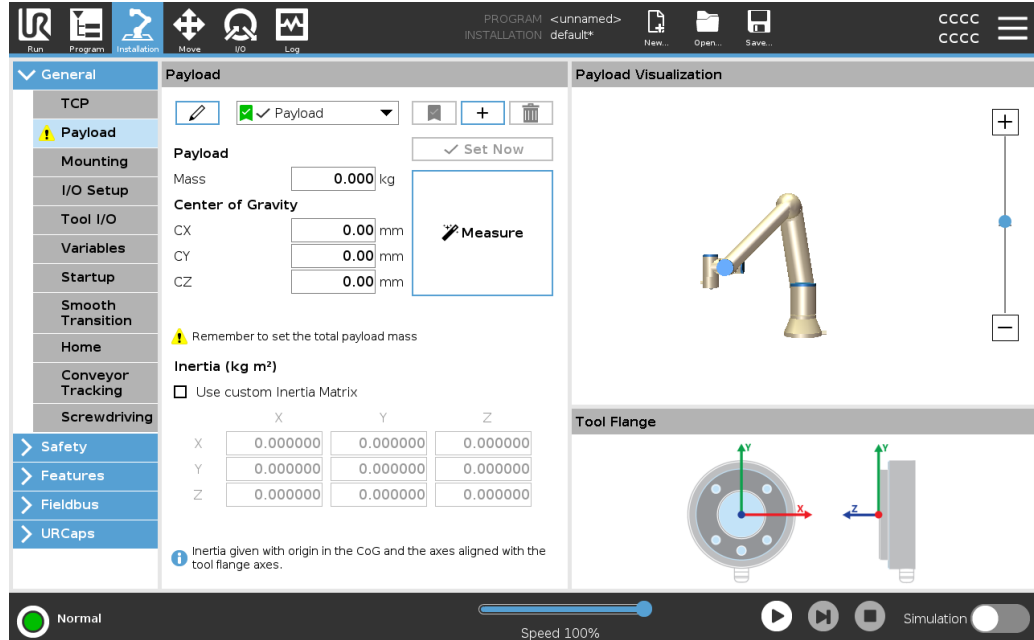 PROGRAM <unnamed>
INSTALLATION default*
CCCC
CCCC
Run
Program
Installation
Move
I/O
Log
New...
Open...
Save...
General
TCP
Payload
Mounting
I/O Setup
Tool I/O
Variables
Startup
Smooth
Transition
Home
Conveyor
Tracking
Screwdriving
Safety
Features
Fieldbus
URCaps
Payload
Payload
+
Set Now
Payload
Mass 0.000 kg
Center of Gravity
CX 0.00 mm
CY 0.00 mm
CZ 0.00 mm
Measure
Remember to set the total payload mass
Inertia (kg m²)
Use custom Inertia Matrix
X Y Z
X 0.000000 0.000000 0.000000
Y 0.000000 0.000000 0.000000
Z 0.000000 0.000000 0.000000
Inertia given with origin in the CoG and the axes aligned with the
tool flange axes.
Payload Visualization
+
−
Tool Flange
Y Y
X Z
Normal
Speed 100%
Simulation